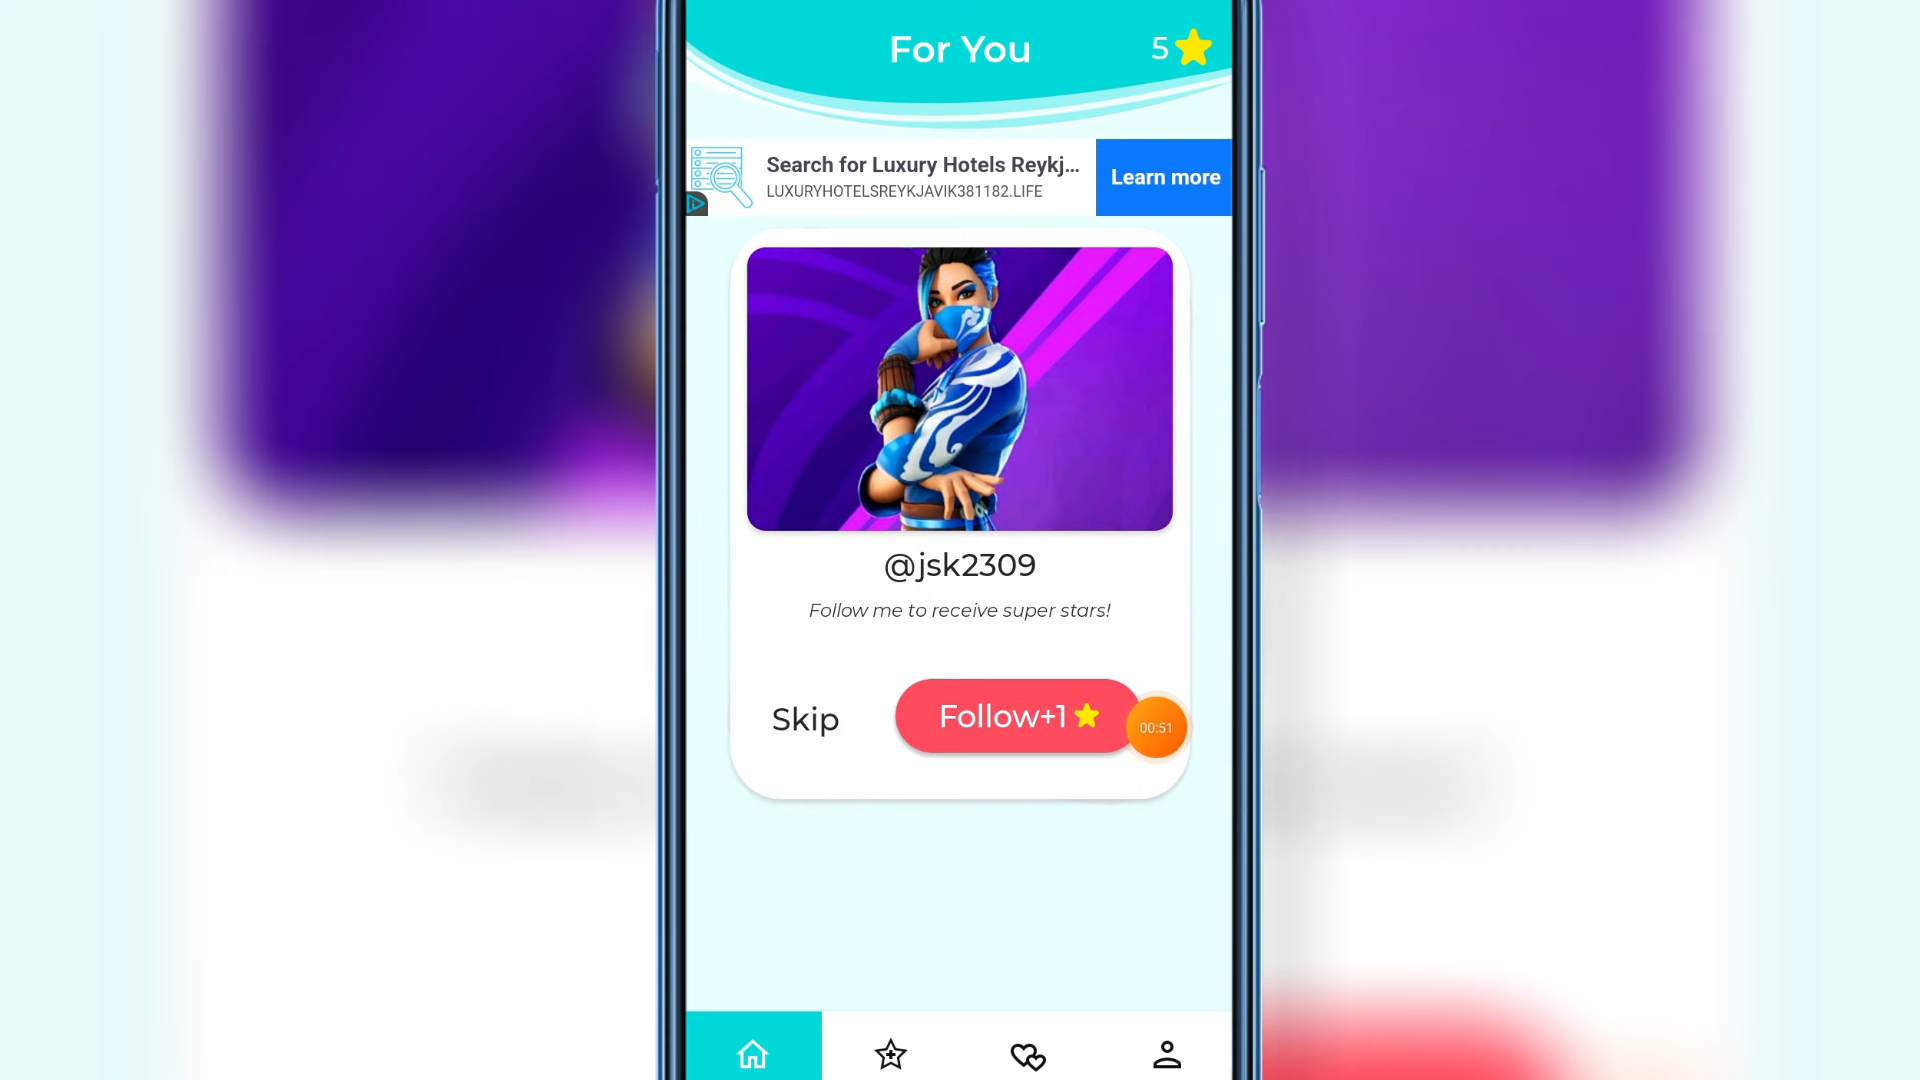 For You
5
Search for Luxury Hotels Reykj...
LUXURYHOTELSREYKJAVIK381182.LIFE
Learn more
@jsk2309
Follow me to receive super stars!
Skip
Follow+1
00:51